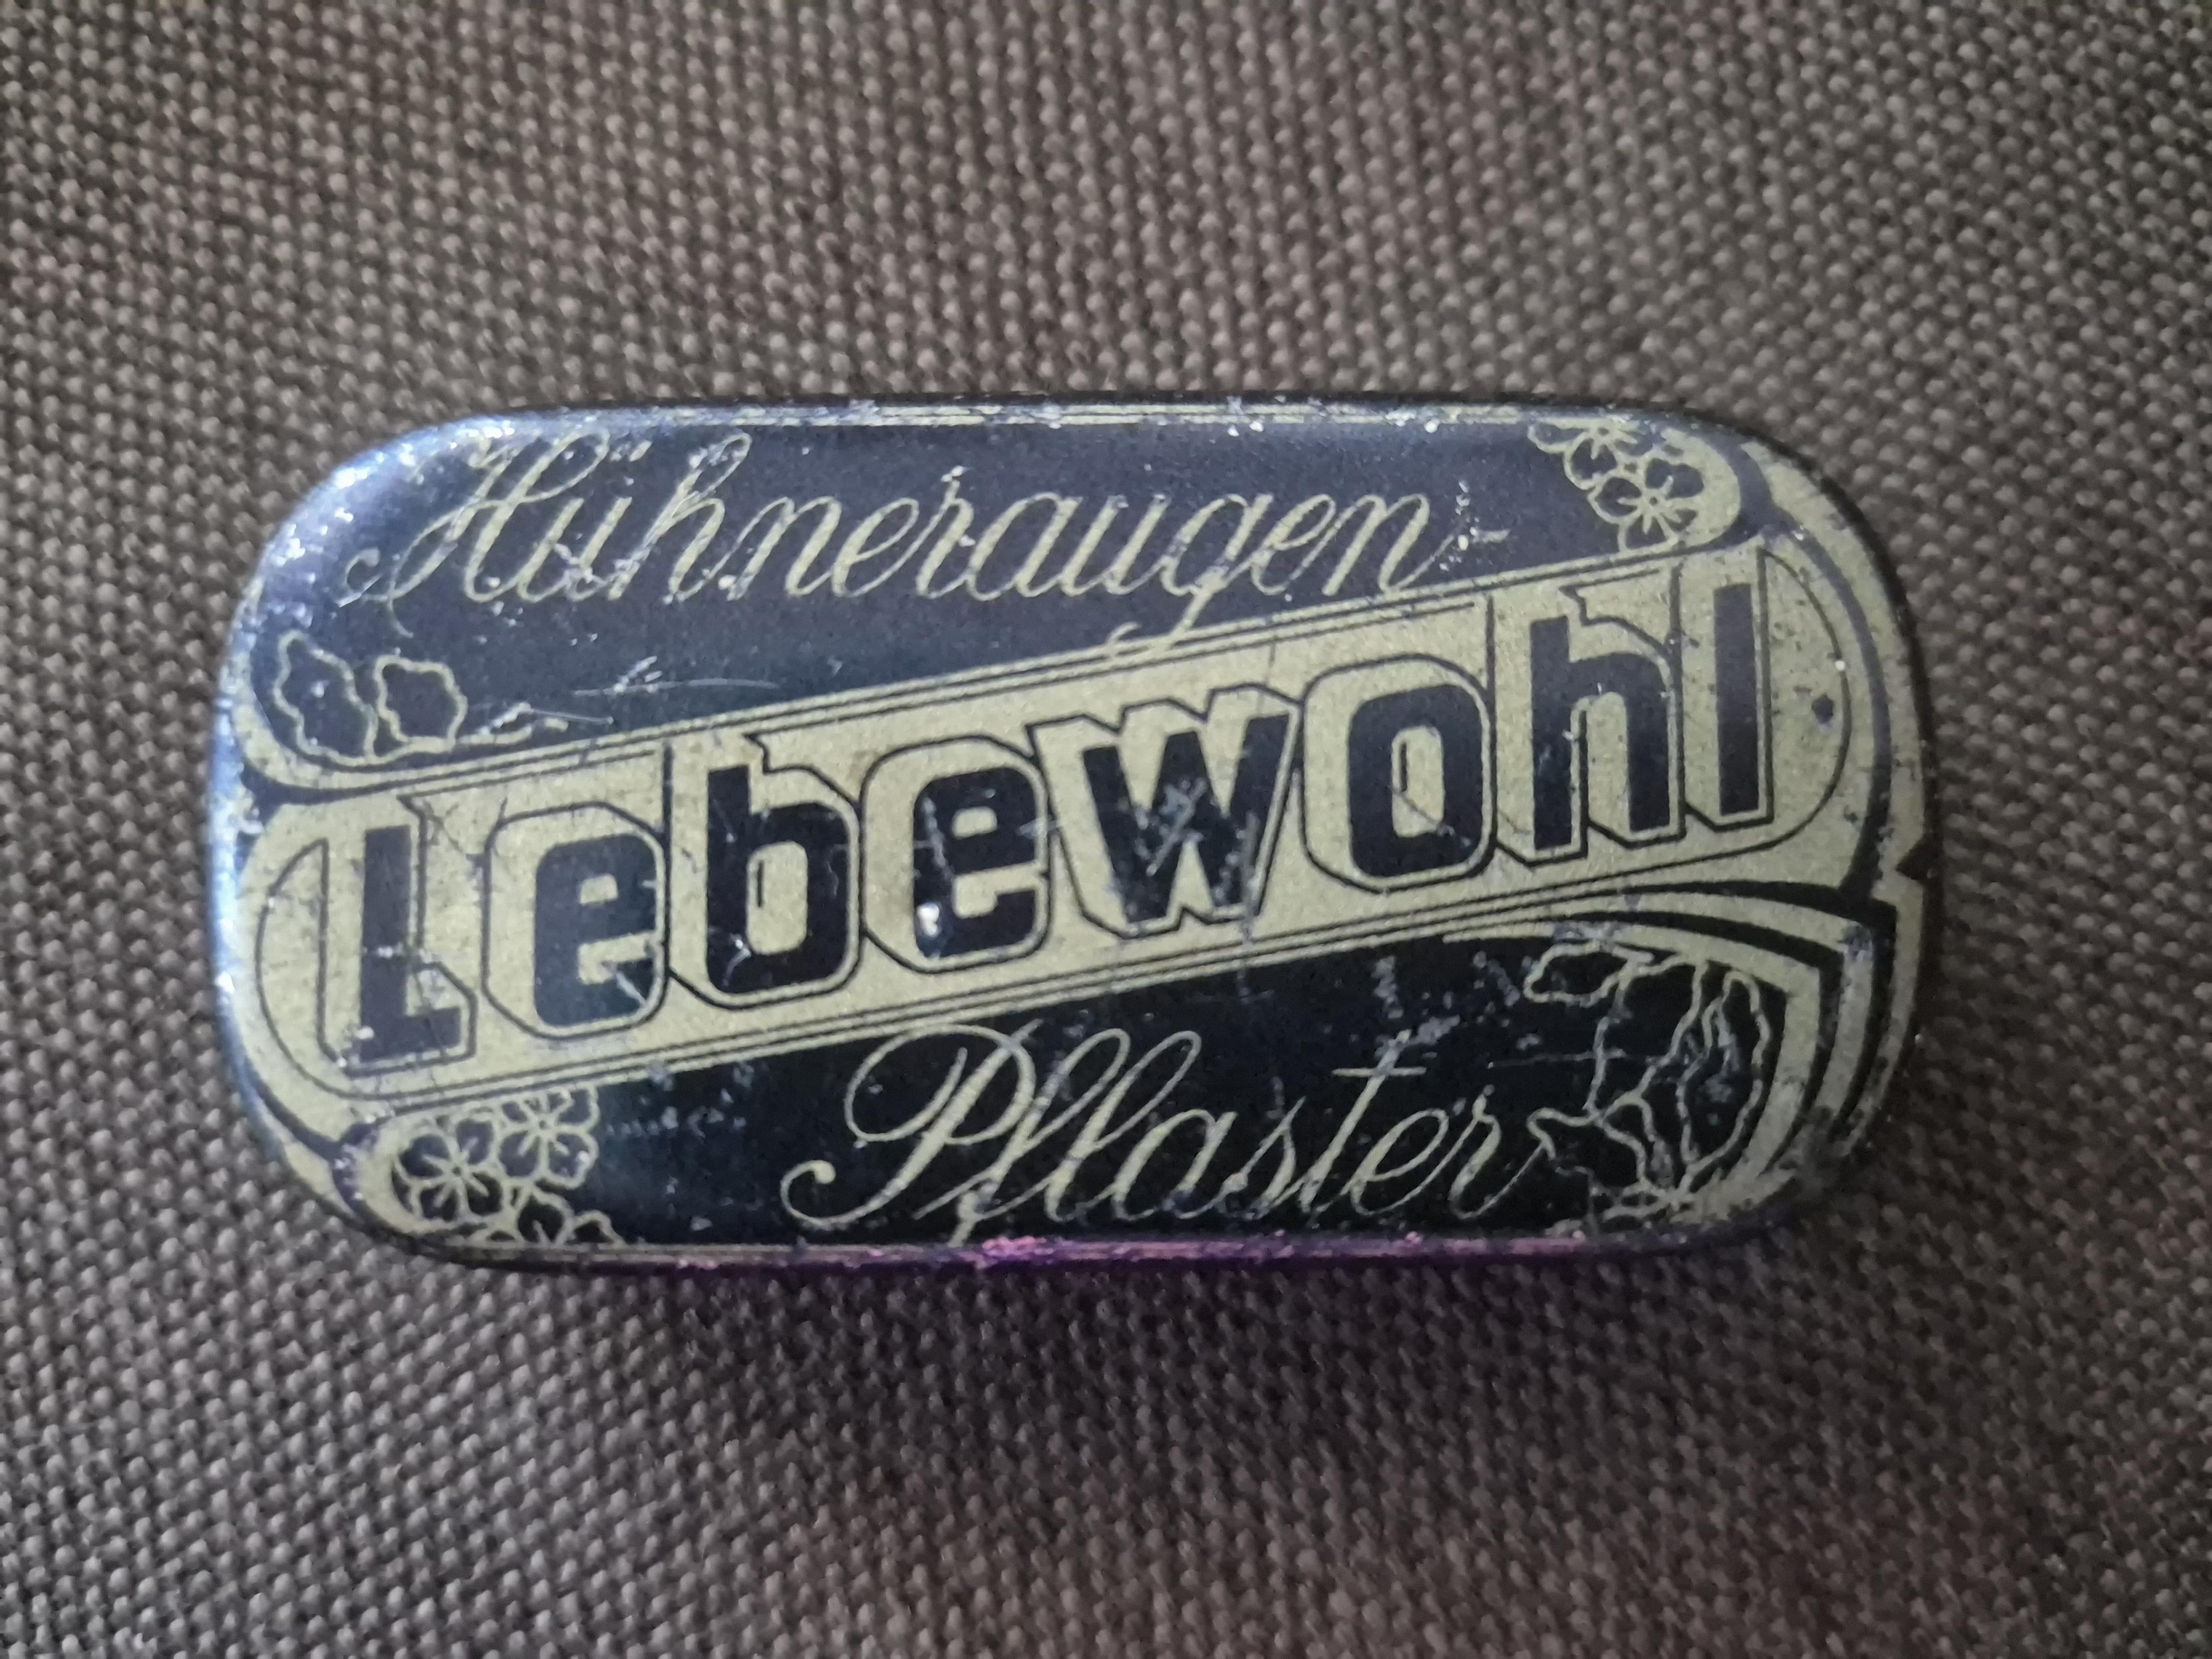 Hühneraugen-
Lebewohl
Pflaster